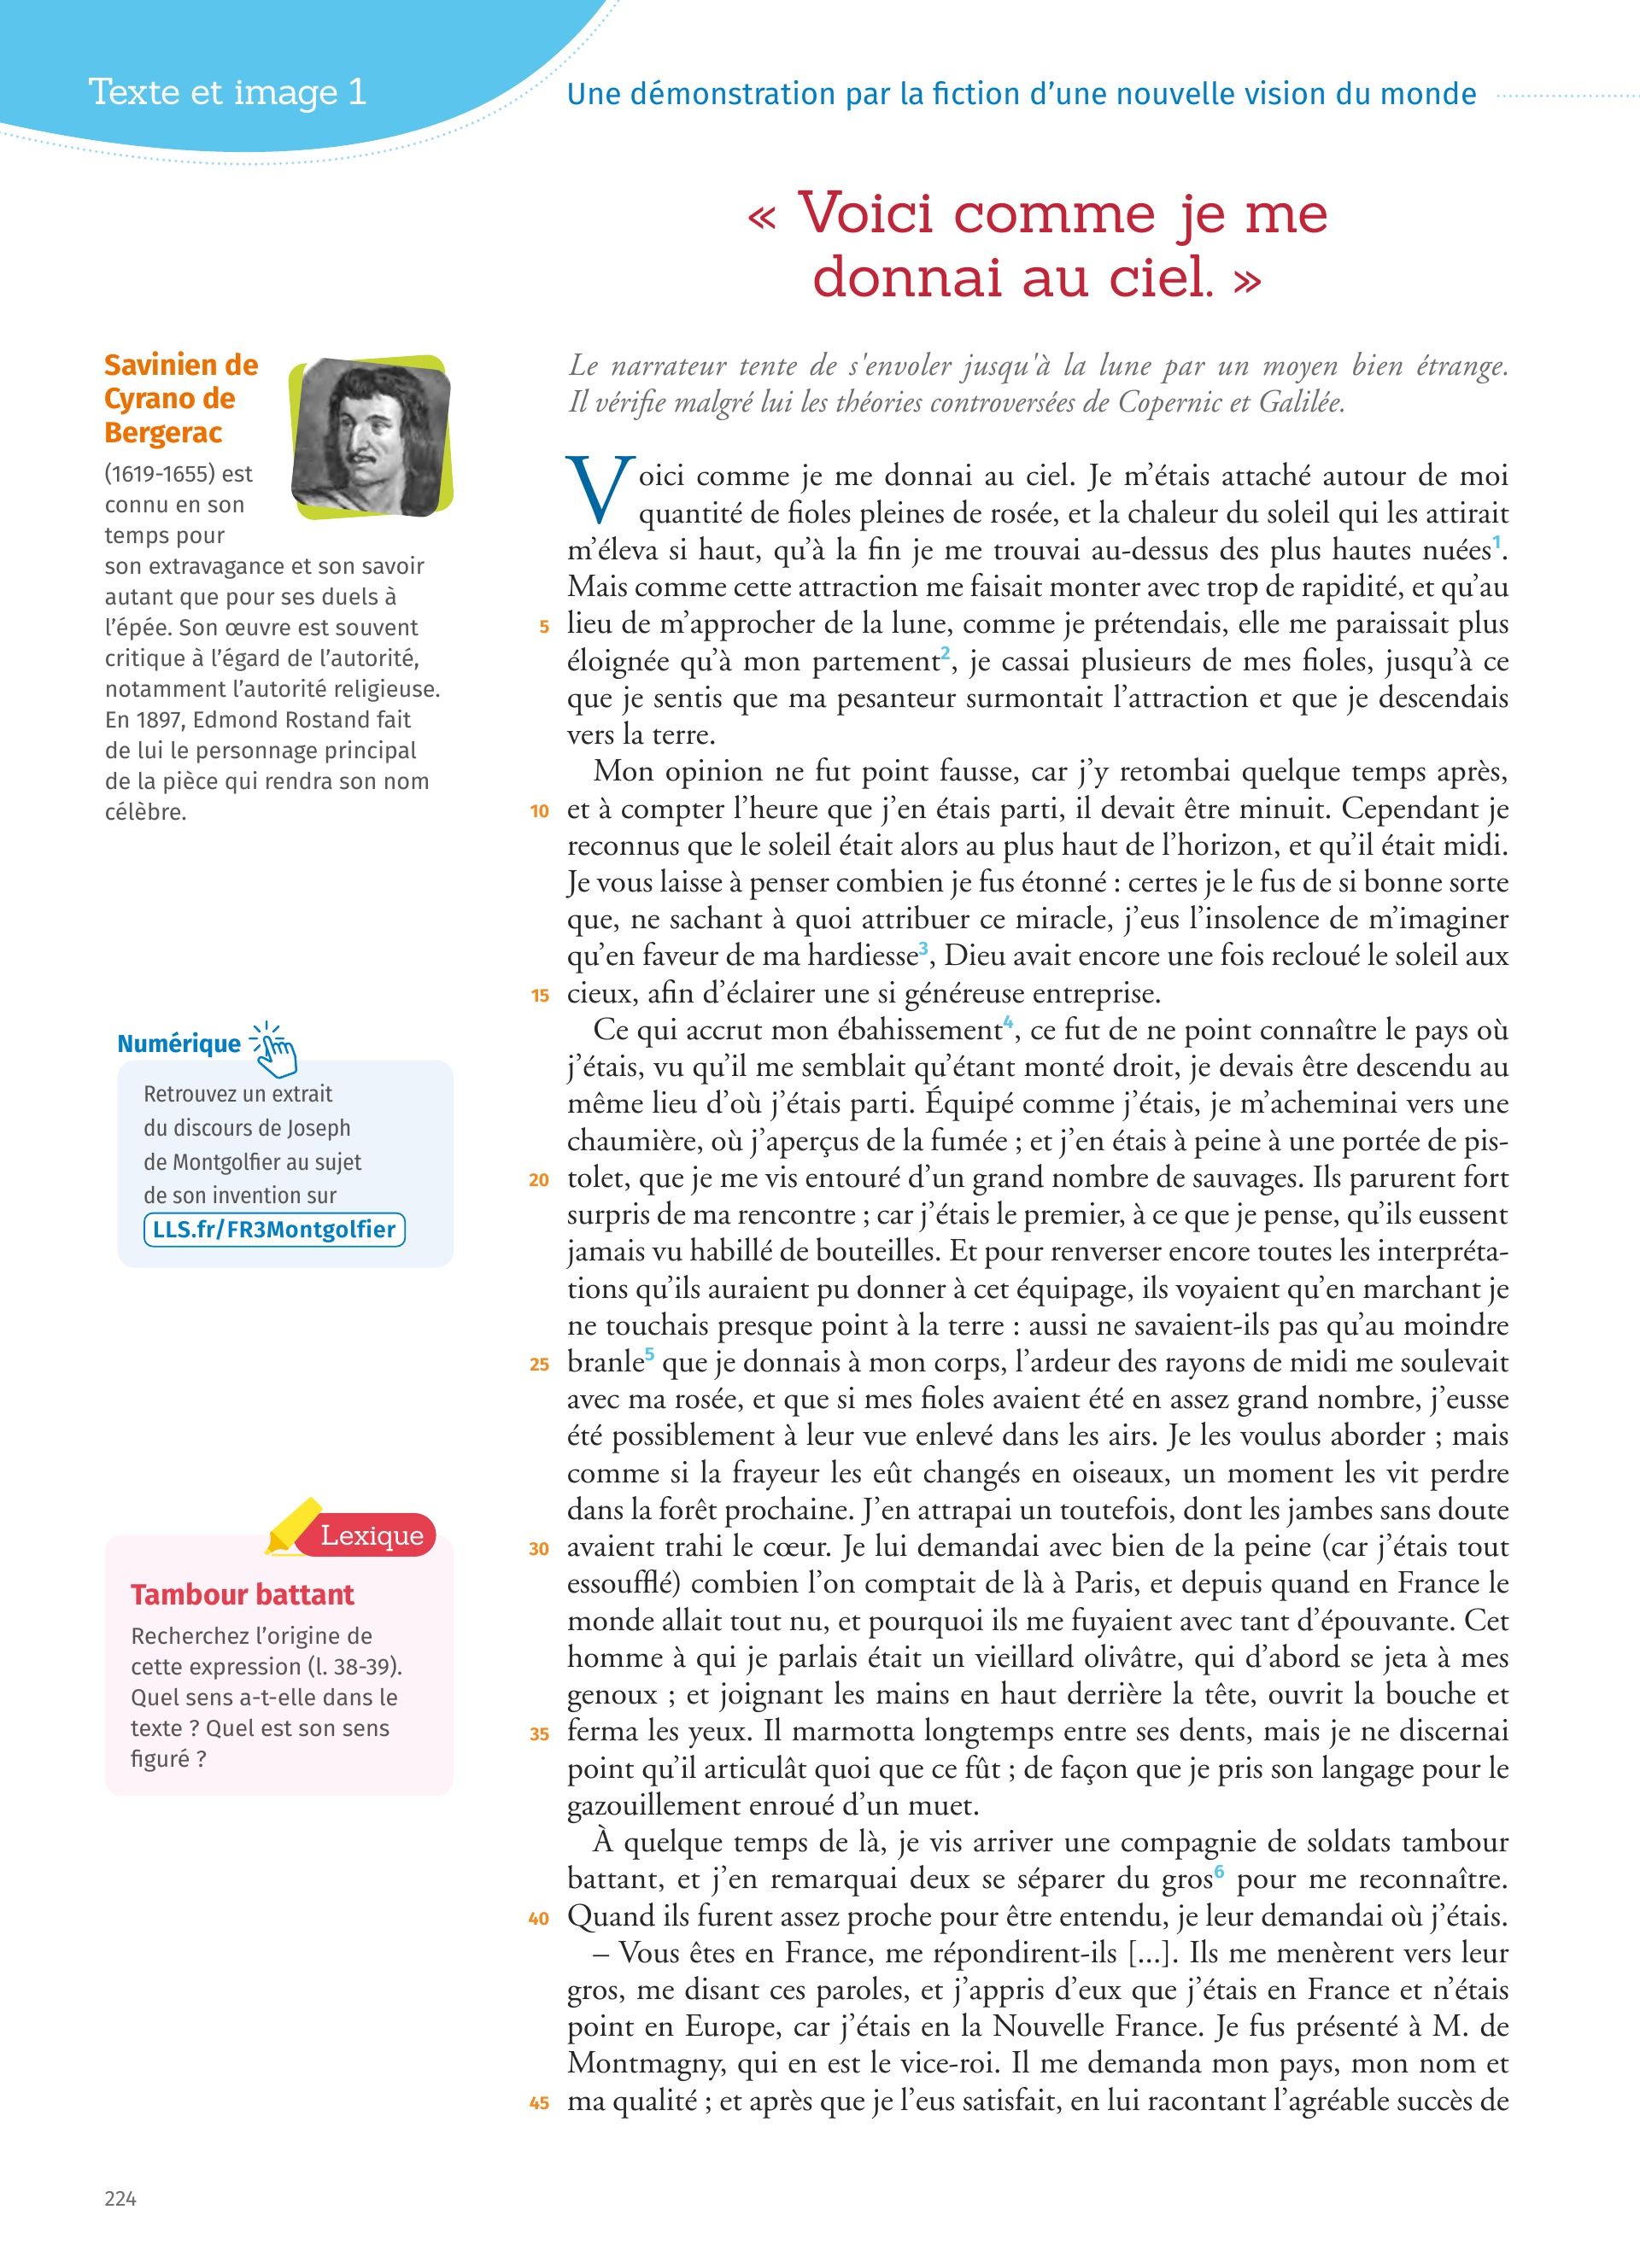 Texte et image 1
Une démonstration par la fiction d’une nouvelle vision du monde
« Voici comme je me
donnai au ciel. »
Savinien de
Cyrano de
Bergerac
(1619-1655) est
connu en son
temps pour
son extravagance et son savoir
autant que pour ses duels à
l’épée. Son œuvre est souvent
critique à l’égard de l’autorité,
notamment l’autorité religieuse.
En 1897, Edmond Rostand fait
de lui le personnage principal
de la pièce qui rendra son nom
célèbre.
Numérique
Retrouvez un extrait
du discours de Joseph
de Montgolfier au sujet
de son invention sur
LLS.fr/FR3Montgolfier
Lexique
Tambour battant
Recherchez l’origine de
cette expression (l. 38-39).
Quel sens a-t-elle dans le
texte ? Quel est son sens
figuré ?
Le narrateur tente de s'envoler jusqu'à la lune par un moyen bien étrange.
Il vérifie malgré lui les théories controversées de Copernic et Galilée.
Voici comme je me donnai au ciel. Je m’étais attaché autour de moi
quantité de fioles pleines de rosée, et la chaleur du soleil qui les attirait
m’éleva si haut, qu’à la fin je me trouvai au-dessus des plus hautes nuées1.
Mais comme cette attraction me faisait monter avec trop de rapidité, et qu’au
5 lieu de m’approcher de la lune, comme je prétendais, elle me paraissait plus
éloignée qu’à mon partement2, je cassai plusieurs de mes fioles, jusqu’à ce
que je sentis que ma pesanteur surmontait l’attraction et que je descendais
vers la terre.
Mon opinion ne fut point fausse, car j’y retombai quelque temps après,
10 et à compter l’heure que j’en étais parti, il devait être minuit. Cependant je
reconnus que le soleil était alors au plus haut de l’horizon, et qu’il était midi.
Je vous laisse à penser combien je fus étonné : certes je le fus de si bonne sorte
que, ne sachant à quoi attribuer ce miracle, j’eus l’insolence de m’imaginer
qu’en faveur de ma hardiesse3, Dieu avait encore une fois recloué le soleil aux
15 cieux, afin d’éclairer une si généreuse entreprise.
Ce qui accrut mon ébahissement4, ce fut de ne point connaître le pays où
j’étais, vu qu’il me semblait qu’étant monté droit, je devais être descendu au
même lieu d’où j’étais parti. Équipé comme j’étais, je m’acheminai vers une
chaumière, où j’aperçus de la fumée ; et j’en étais à peine à une portée de pis-
20 tolet, que je me vis entouré d’un grand nombre de sauvages. Ils parurent fort
surpris de ma rencontre ; car j’étais le premier, à ce que je pense, qu’ils eussent
jamais vu habillé de bouteilles. Et pour renverser encore toutes les interpréta-
tions qu’ils auraient pu donner à cet équipage, ils voyaient qu’en marchant je
ne touchais presque point à la terre : aussi ne savaient-ils pas qu’au moindre
25 branle5 que je donnais à mon corps, l’ardeur des rayons de midi me soulevait
avec ma rosée, et que si mes fioles avaient été en assez grand nombre, j’eusse
été possiblement à leur vue enlevé dans les airs. Je les voulus aborder ; mais
comme si la frayeur les eût changés en oiseaux, un moment les vit perdre
dans la forêt prochaine. J’en attrapai un toutefois, dont les jambes sans doute
30 avaient trahi le cœur. Je lui demandai avec bien de la peine (car j’étais tout
essoufflé) combien l’on comptait de là à Paris, et depuis quand en France le
monde allait tout nu, et pourquoi ils me fuyaient avec tant d’épouvante. Cet
homme à qui je parlais était un vieillard olivâtre, qui d’abord se jeta à mes
genoux ; et joignant les mains en haut derrière la tête, ouvrit la bouche et
35 ferma les yeux. Il marmotta longtemps entre ses dents, mais je ne discernai
point qu’il articulât quoi que ce fût ; de façon que je pris son langage pour le
gazouillement enroué d’un muet.
À quelque temps de là, je vis arriver une compagnie de soldats tambour
battant, et j’en remarquai deux se séparer du gros6 pour me reconnaître.
40 Quand ils furent assez proche pour être entendu, je leur demandai où j’étais.
– Vous êtes en France, me répondirent-ils [...]. Ils me menèrent vers leur
gros, me disant ces paroles, et j’appris d’eux que j’étais en France et n’étais
point en Europe, car j’étais en la Nouvelle France. Je fus présenté à M. de
Montmagny, qui en est le vice-roi. Il me demanda mon pays, mon nom et
45 ma qualité ; et après que je l’eus satisfait, en lui racontant l’agréable succès de
224